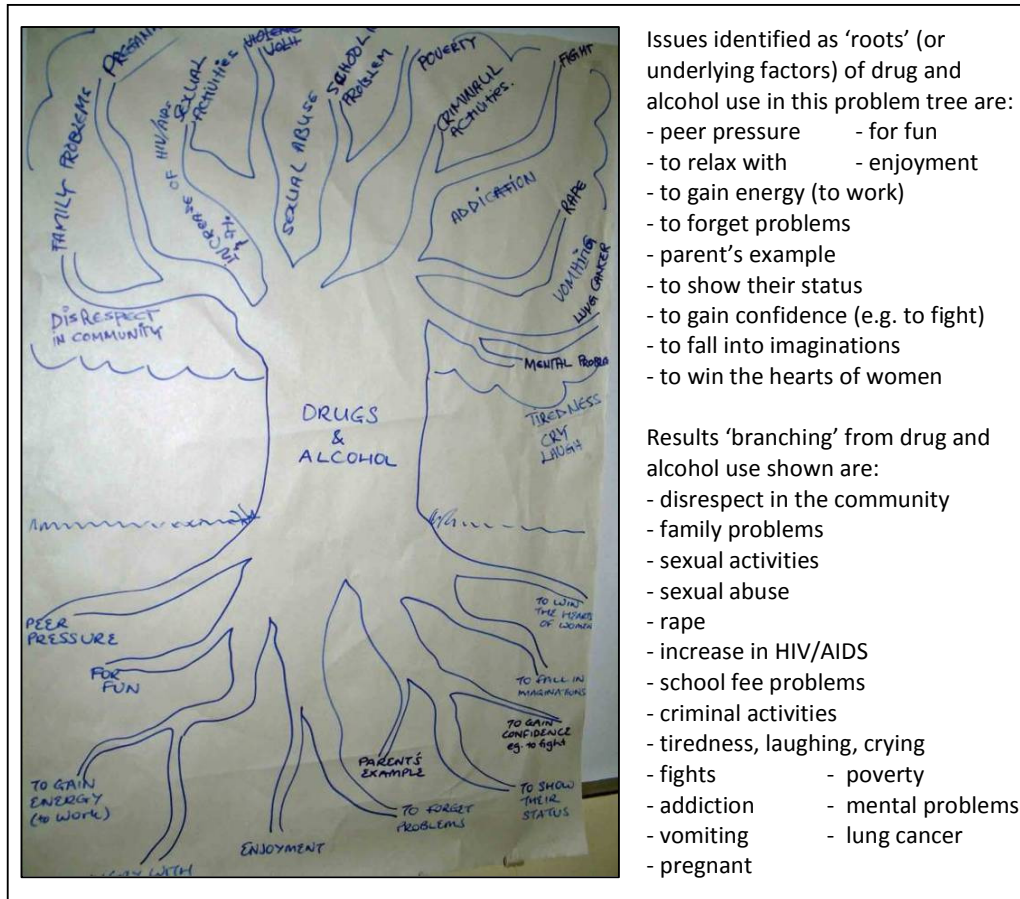 PREGNAN
FAMILY PROBLEMS
INCREASE OF HIV/AIDS
SEXUAL
ACTIVITIES
VIOLENCE
SEXUAL ABUSE
SCHOOL
PROBLEM
POVERTY
CRIMINAUL
ACTIVITIES.
FIGHT
ADDICATION
RAPE
VOMHITING
LUNG CANCER
DISRESPECT
IN COMMUNITY
MENTAL PROBLE
TIREDNESS
CRY
LAUGH
DRUGS
&
ALCOHOL
PEER
PRESSURE
FOR
FUN
TO GAIN
ENERGY
(to WORK)
WITH
ENJOYMENT
TO FORGET
PROBLEMS
PARENT'S
EXAMPLE
TO SHOW
THEIR
STATUS
TO GAIN
CONFIDENCE
eg. to fight
TO FALL IN
IMAGINATIONS
TO WIN
THE HEARTS
OF WOMEN
Issues identified as ‘roots’ (or
underlying factors) of drug and
alcohol use in this problem tree are:
- peer pressure - for fun
- to relax with - enjoyment
- to gain energy (to work)
- to forget problems
- parent’s example
- to show their status
- to gain confidence (e.g. to fight)
- to fall into imaginations
- to win the hearts of women
Results ‘branching’ from drug and
alcohol use shown are:
- disrespect in the community
- family problems
- sexual activities
- sexual abuse
- rape
- increase in HIV/AIDS
- school fee problems
- criminal activities
- tiredness, laughing, crying
- fights - poverty
- addiction - mental problems
- vomiting - lung cancer
- pregnant